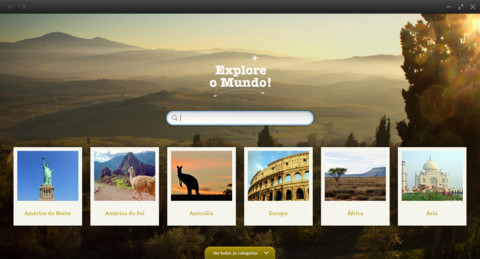 Explore
o Mundo!
América do Norte
América do Sul
Austrália
Europa
África
Ásia
Ver todas as categorias